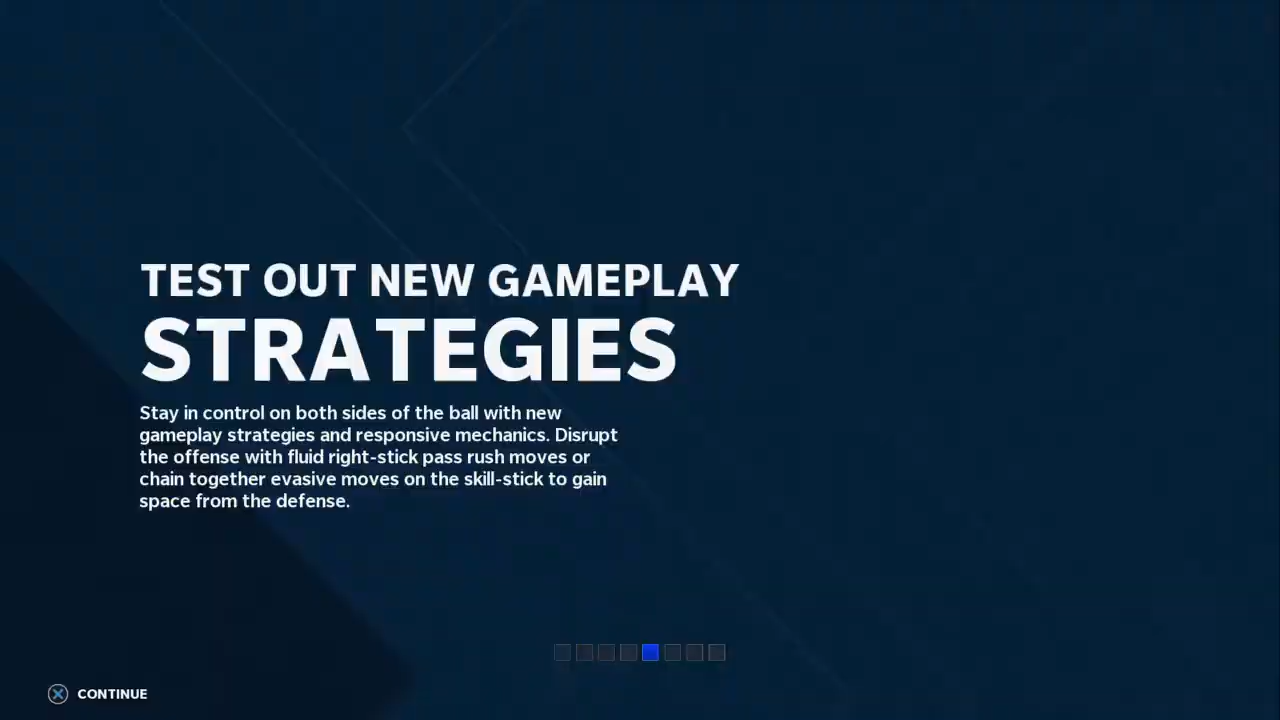 TEST OUT NEW GAMEPLAY
STRATEGIES
Stay in control on both sides of the ball with new
gameplay strategies and responsive mechanics. Disrupt
the offense with fluid right-stick pass rush moves or
chain together evasive moves on the skill-stick to gain
space from the defense.
CONTINUE